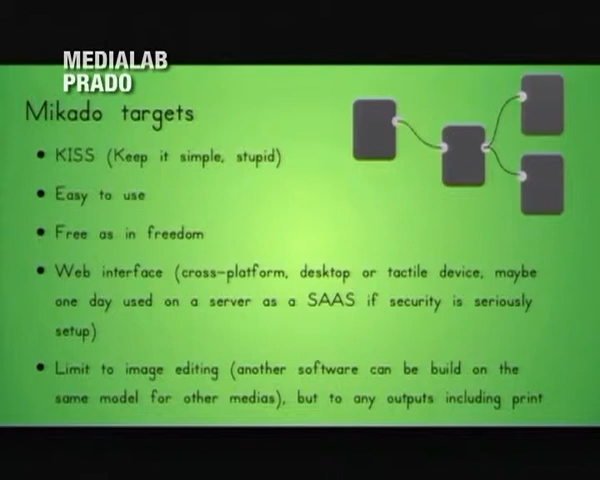 MEDIALAB
PRADO
Mikado targets
• KISS (Keep it simple, stupid)
• Easy to use
• Free as in freedom
• Web interface (cross-platform, desktop or tactile device, maybe
one day used on a server as a SAAS if security is seriously
setup)
• Limit to image editing (another software can be build on the
same model for other medias), but to any outputs including print